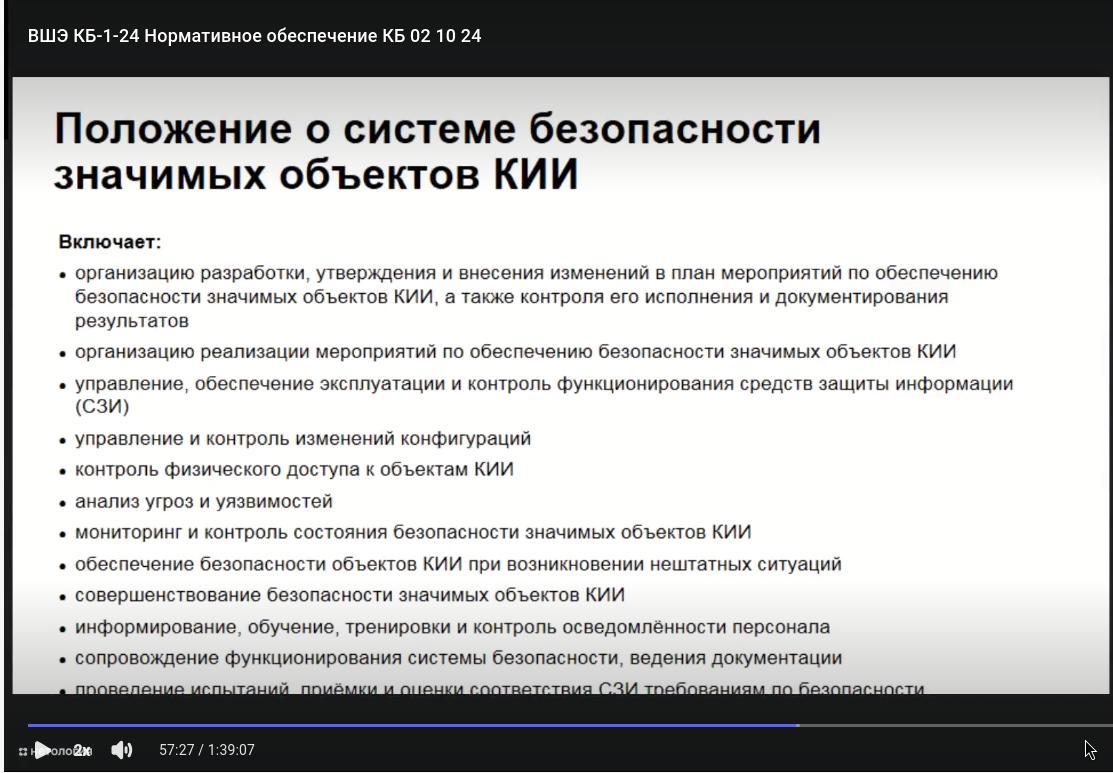 ВШЭ КБ-1-24 Нормативное обеспечение КБ 02 10 24
Положение о системе безопасности
значимых объектов КИИ
Включает:
• организацию разработки, утверждения и внесения изменений в план мероприятий по обеспечению
безопасности значимых объектов КИИ, а также контроля его исполнения и документирования
результатов
• организацию реализации мероприятий по обеспечению безопасности значимых объектов КИИ
• управление, обеспечение эксплуатации и контроль функционирования средств защиты информации
(СЗИ)
• управление и контроль изменений конфигураций
• контроль физического доступа к объектам КИИ
• анализ угроз и уязвимостей
• мониторинг и контроль состояния безопасности значимых объектов КИИ
• обеспечение безопасности объектов КИИ при возникновении нештатных ситуаций
• совершенствование безопасности значимых объектов КИИ
• информирование, обучение, тренировки и контроль осведомлённости персонала
• сопровождение функционирования системы безопасности, ведения документации
• проведение испытаний, приёмки и оценки соответствия СЗИ требованиям по безопасности
2x 57:27 / 1:39:07